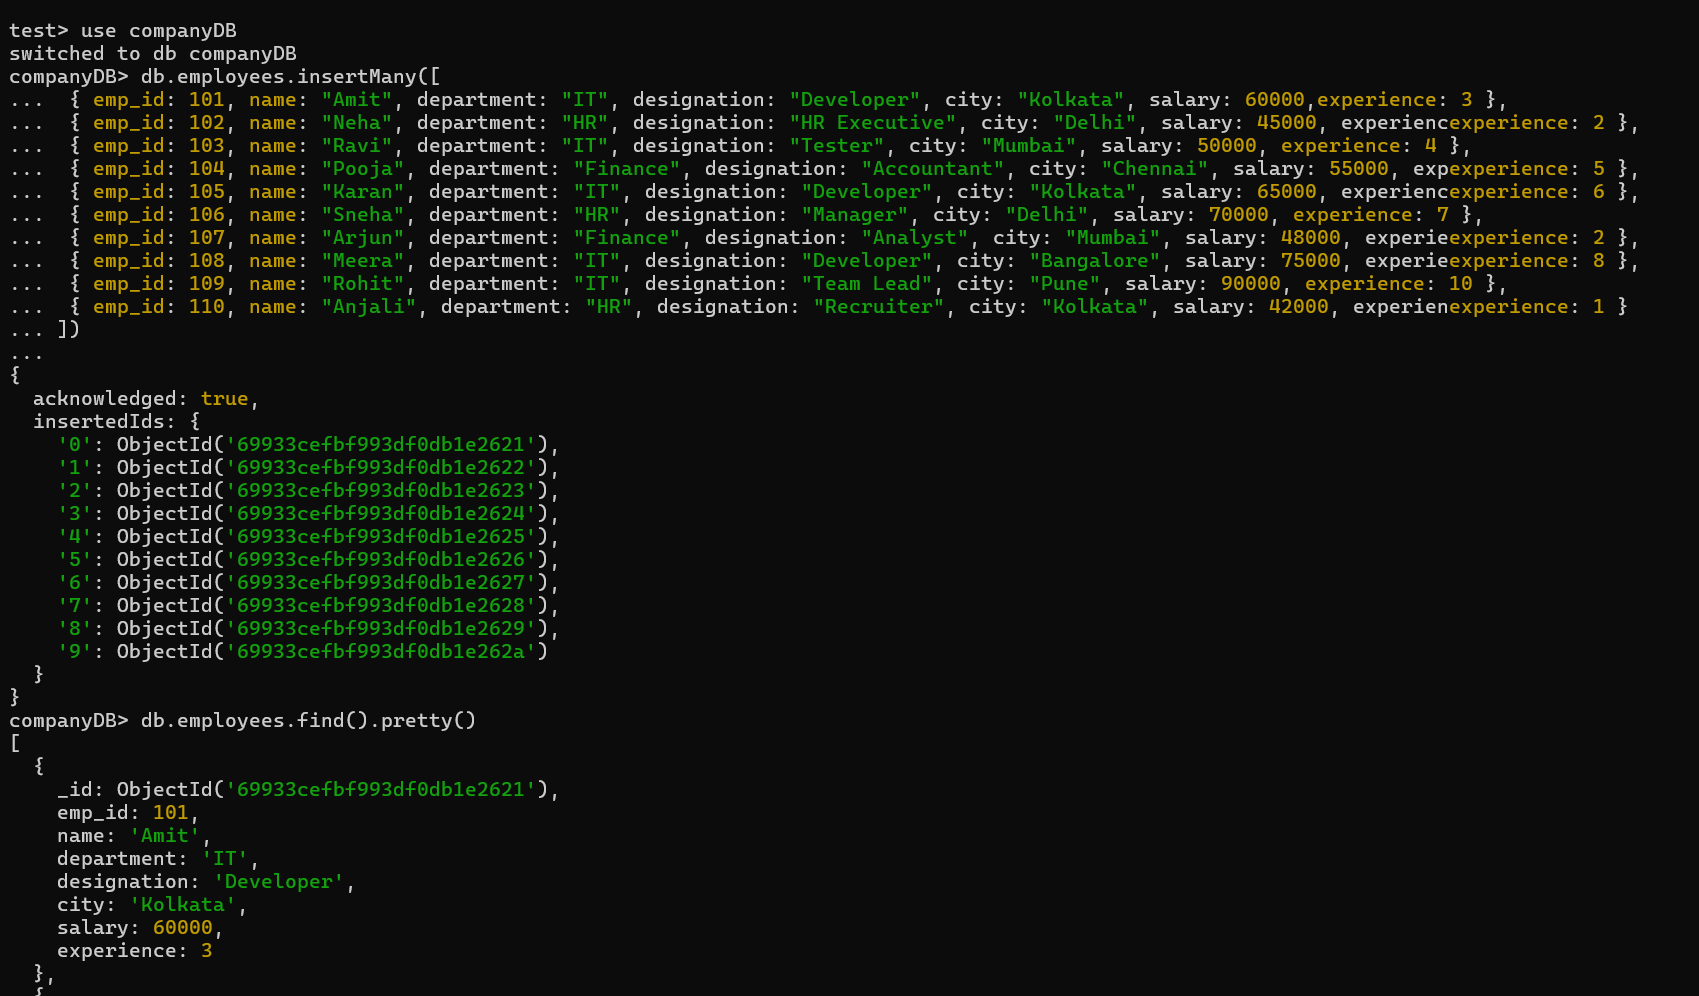 test> use companyDB
switched to db companyDB
companyDB> db.employees.insertMany([
...  { emp_id: 101, name: "Amit", department: "IT", designation: "Developer", city: "Kolkata", salary: 60000,experience: 3 },
...  { emp_id: 102, name: "Neha", department: "HR", designation: "HR Executive", city: "Delhi", salary: 45000, experiencexperience: 2 },
...  { emp_id: 103, name: "Ravi", department: "IT", designation: "Tester", city: "Mumbai", salary: 50000, experience: 4 },
...  { emp_id: 104, name: "Pooja", department: "Finance", designation: "Accountant", city: "Chennai", salary: 55000, expexperience: 5 },
...  { emp_id: 105, name: "Karan", department: "IT", designation: "Developer", city: "Kolkata", salary: 65000, experiencexperience: 6 },
...  { emp_id: 106, name: "Sneha", department: "HR", designation: "Manager", city: "Delhi", salary: 70000, experience: 7 },
...  { emp_id: 107, name: "Arjun", department: "Finance", designation: "Analyst", city: "Mumbai", salary: 48000, experieexperience: 2 },
...  { emp_id: 108, name: "Meera", department: "IT", designation: "Developer", city: "Bangalore", salary: 75000, experieexperience: 8 },
...  { emp_id: 109, name: "Rohit", department: "IT", designation: "Team Lead", city: "Pune", salary: 90000, experience: 10 },
...  { emp_id: 110, name: "Anjali", department: "HR", designation: "Recruiter", city: "Kolkata", salary: 42000, experienexperience: 1 }
... ])
...
{
  acknowledged: true,
  insertedIds: {
    '0': ObjectId('69933cefbf993df0db1e2621'),
    '1': ObjectId('69933cefbf993df0db1e2622'),
    '2': ObjectId('69933cefbf993df0db1e2623'),
    '3': ObjectId('69933cefbf993df0db1e2624'),
    '4': ObjectId('69933cefbf993df0db1e2625'),
    '5': ObjectId('69933cefbf993df0db1e2626'),
    '6': ObjectId('69933cefbf993df0db1e2627'),
    '7': ObjectId('69933cefbf993df0db1e2628'),
    '8': ObjectId('69933cefbf993df0db1e2629'),
    '9': ObjectId('69933cefbf993df0db1e262a')
  }
}
companyDB> db.employees.find().pretty()
[
  {
    _id: ObjectId('69933cefbf993df0db1e2621'),
    emp_id: 101,
    name: 'Amit',
    department: 'IT',
    designation: 'Developer',
    city: 'Kolkata',
    salary: 60000,
    experience: 3
  },
  {